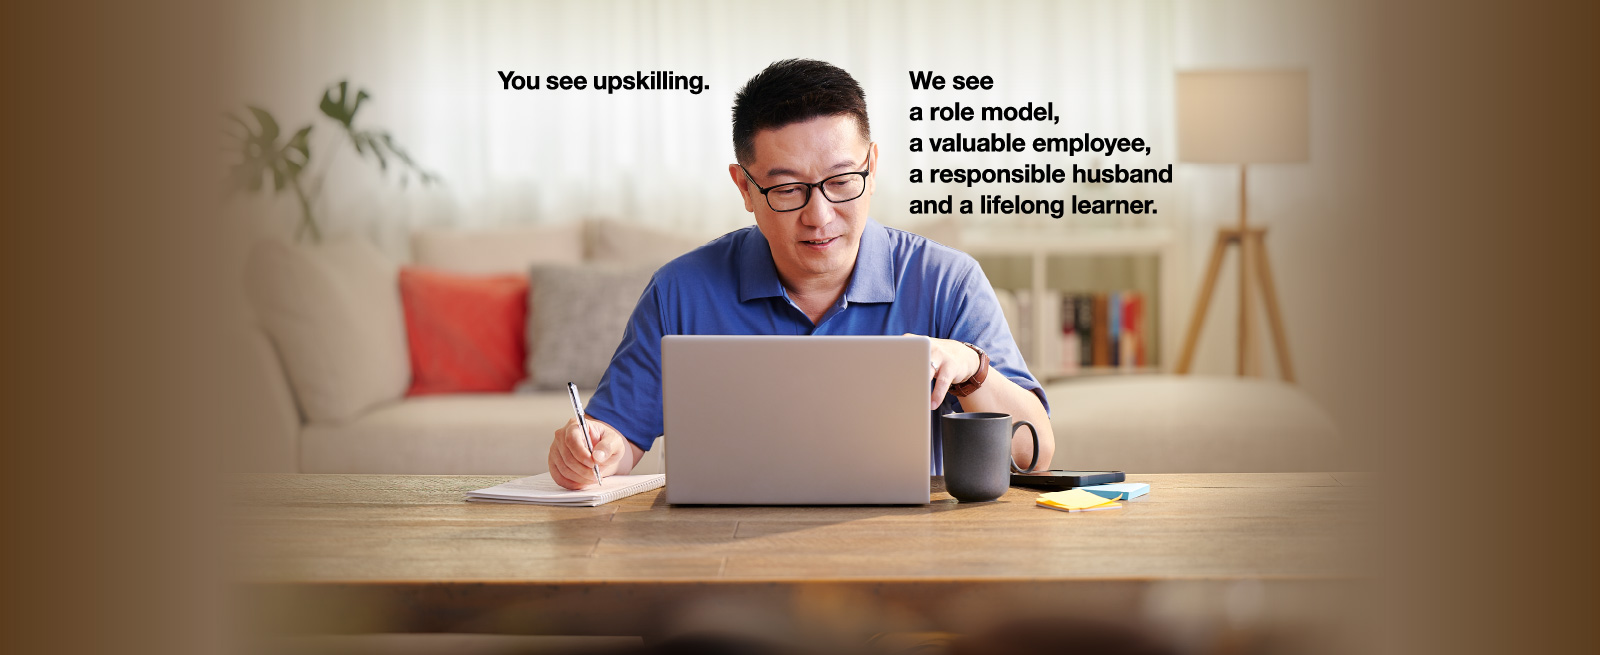 You see upskilling.
We see
a role model,
a valuable employee,
a responsible husband
and a lifelong learner.